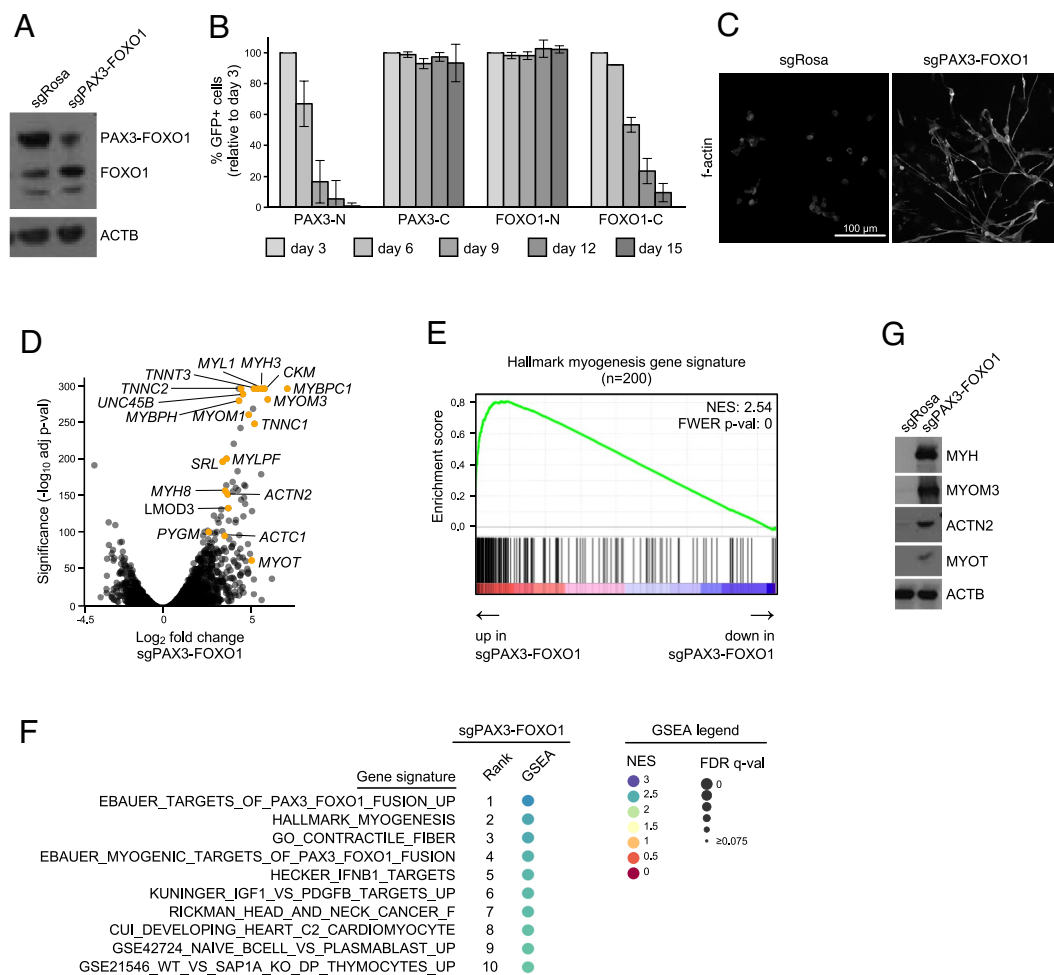 A
sgRosa
sgPAX3-FOXO1
PAX3-FOXO1
FOXO1
ACTB
B
% GFP+ cells
(relative to day 3)
100
80
60
40
20
0
PAX3-N
PAX3-C
FOXO1-N
FOXO1-C
day 3
day 6
day 9
day 12
day 15
C
sgRosa
sgPAX3-FOXO1
f-actin
100 µm
D
Significance (-log10 adj p-val)
300
250
200
150
100
50
0
-4.5
0
5
Log2 fold change
sgPAX3-FOXO1
MYL1
MYH3
TNNT3
CKM
TNNC2
MYBPC1
UNC45B
MYOM3
MYBPH
MYOM1
TNNC1
SRL
MYLPF
MYH8
ACTN2
LMOD3
PYGM
ACTC1
MYOT
E
Hallmark myogenesis gene signature
(n=200)
NES: 2.54
FWER p-val: 0
Enrichment score
0.8
0.6
0.4
0.2
0.0
up in
sgPAX3-FOXO1
down in
sgPAX3-FOXO1
G
sgRosa
sgPAX3-FOXO1
MYH
MYOM3
ACTN2
MYOT
ACTB
F
sgPAX3-FOXO1
Gene signature
Rank
GSEA
EBAUER_TARGETS_OF_PAX3_FOXO1_FUSION_UP 1
HALLMARK_MYOGENESIS 2
GO_CONTRACTILE_FIBER 3
EBAUER_MYOGENIC_TARGETS_OF_PAX3_FOXO1_FUSION 4
HECKER_IFNB1_TARGETS 5
KUNINGER_IGF1_VS_PDGFB_TARGETS_UP 6
RICKMAN_HEAD_AND_NECK_CANCER_F 7
CUI_DEVELOPING_HEART_C2_CARDIOMYOCYTE 8
GSE42724_NAIVE_BCELL_VS_PLASMABLAST_UP 9
GSE21546_WT_VS_SAP1A_KO_DP_THYMOCYTES_UP 10
GSEA legend
NES
3
2.5
2
1.5
1
0.5
0
FDR q-val
0
≥0.075